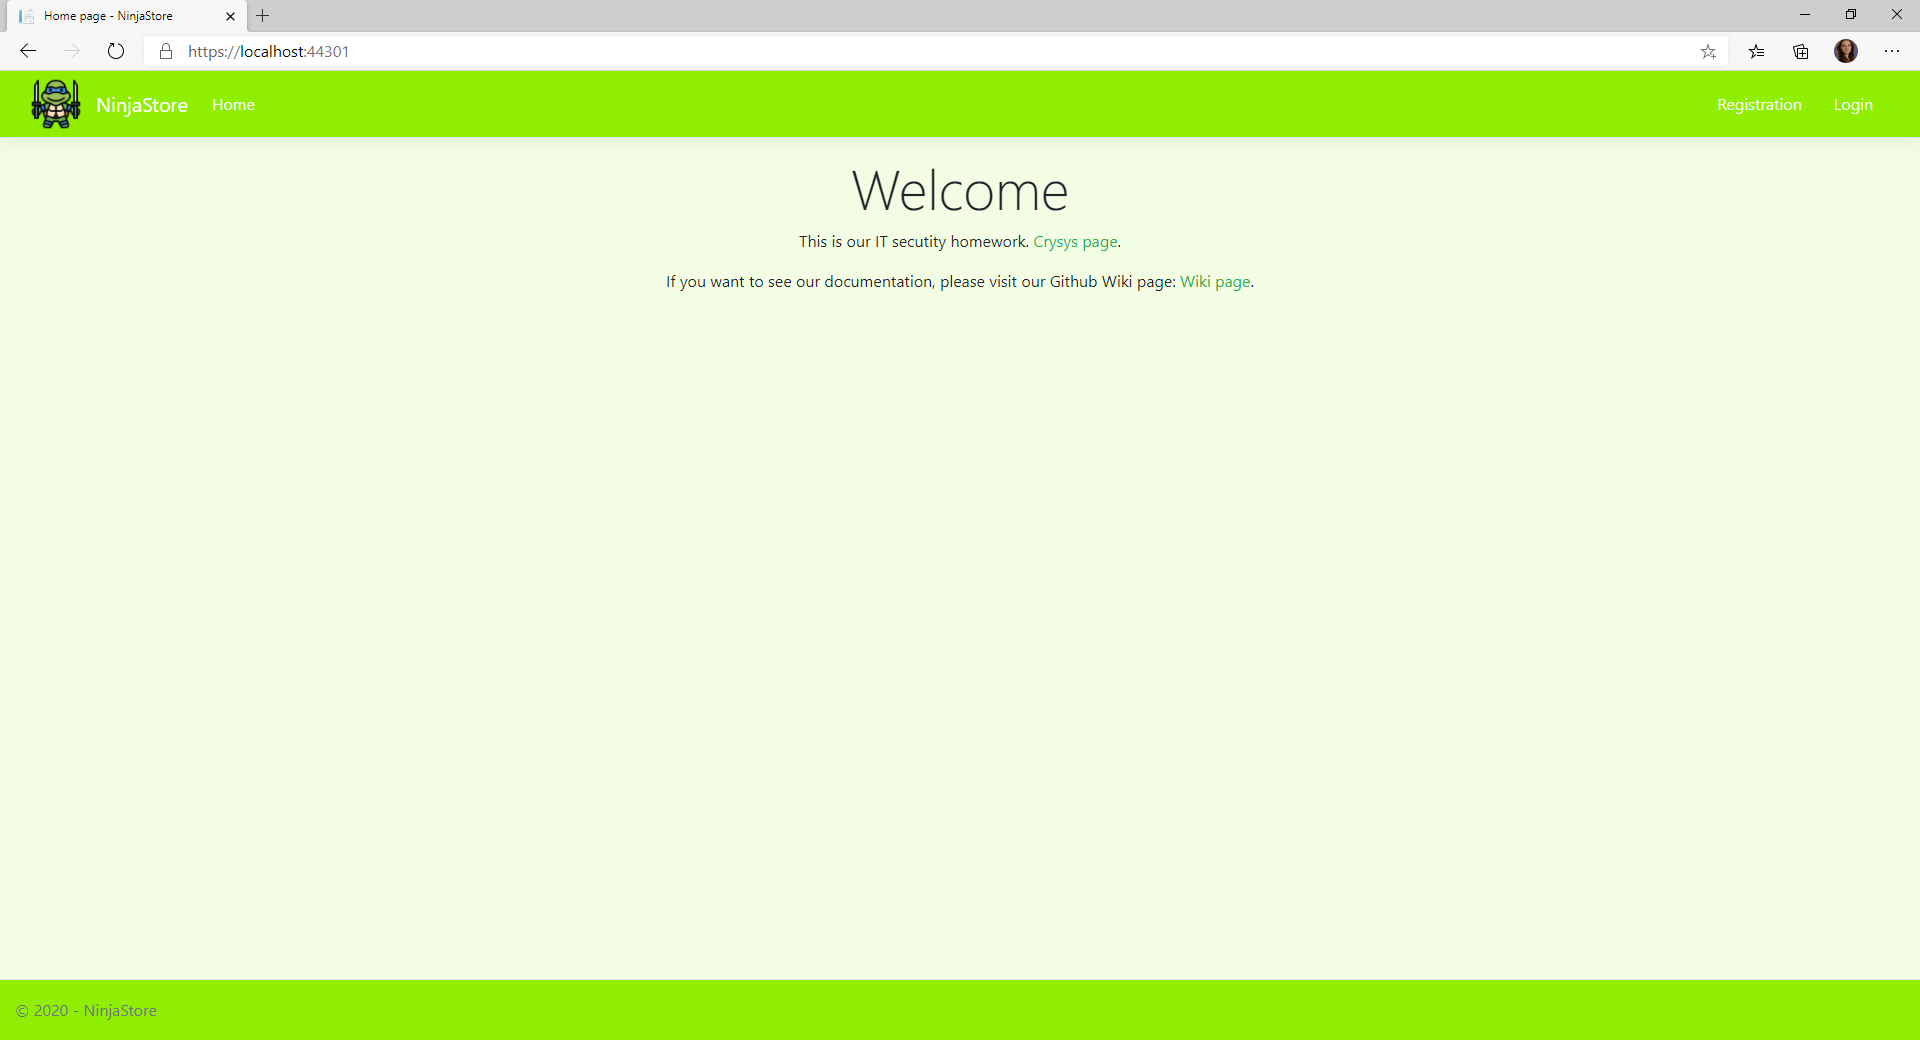 Home page - NinjaStore
https://localhost:44301
NinjaStore Home Registration Login
Welcome
This is our IT secutity homework. Crysys page.
If you want to see our documentation, please visit our Github Wiki page: Wiki page.
© 2020 - NinjaStore